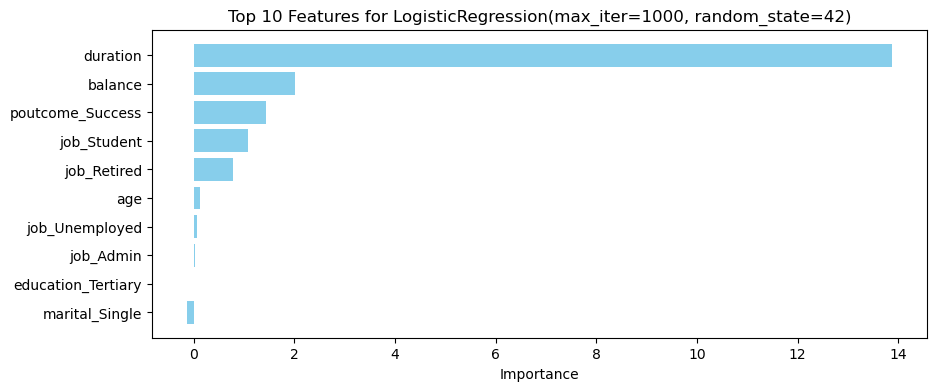 Top 10 Features for LogisticRegression(max_iter=1000, random_state=42)
duration
balance
poutcome_Success
job_Student
job_Retired
age
job_Unemployed
job_Admin
education_Tertiary
marital_Single
0 2 4 6 8 10 12 14
Importance